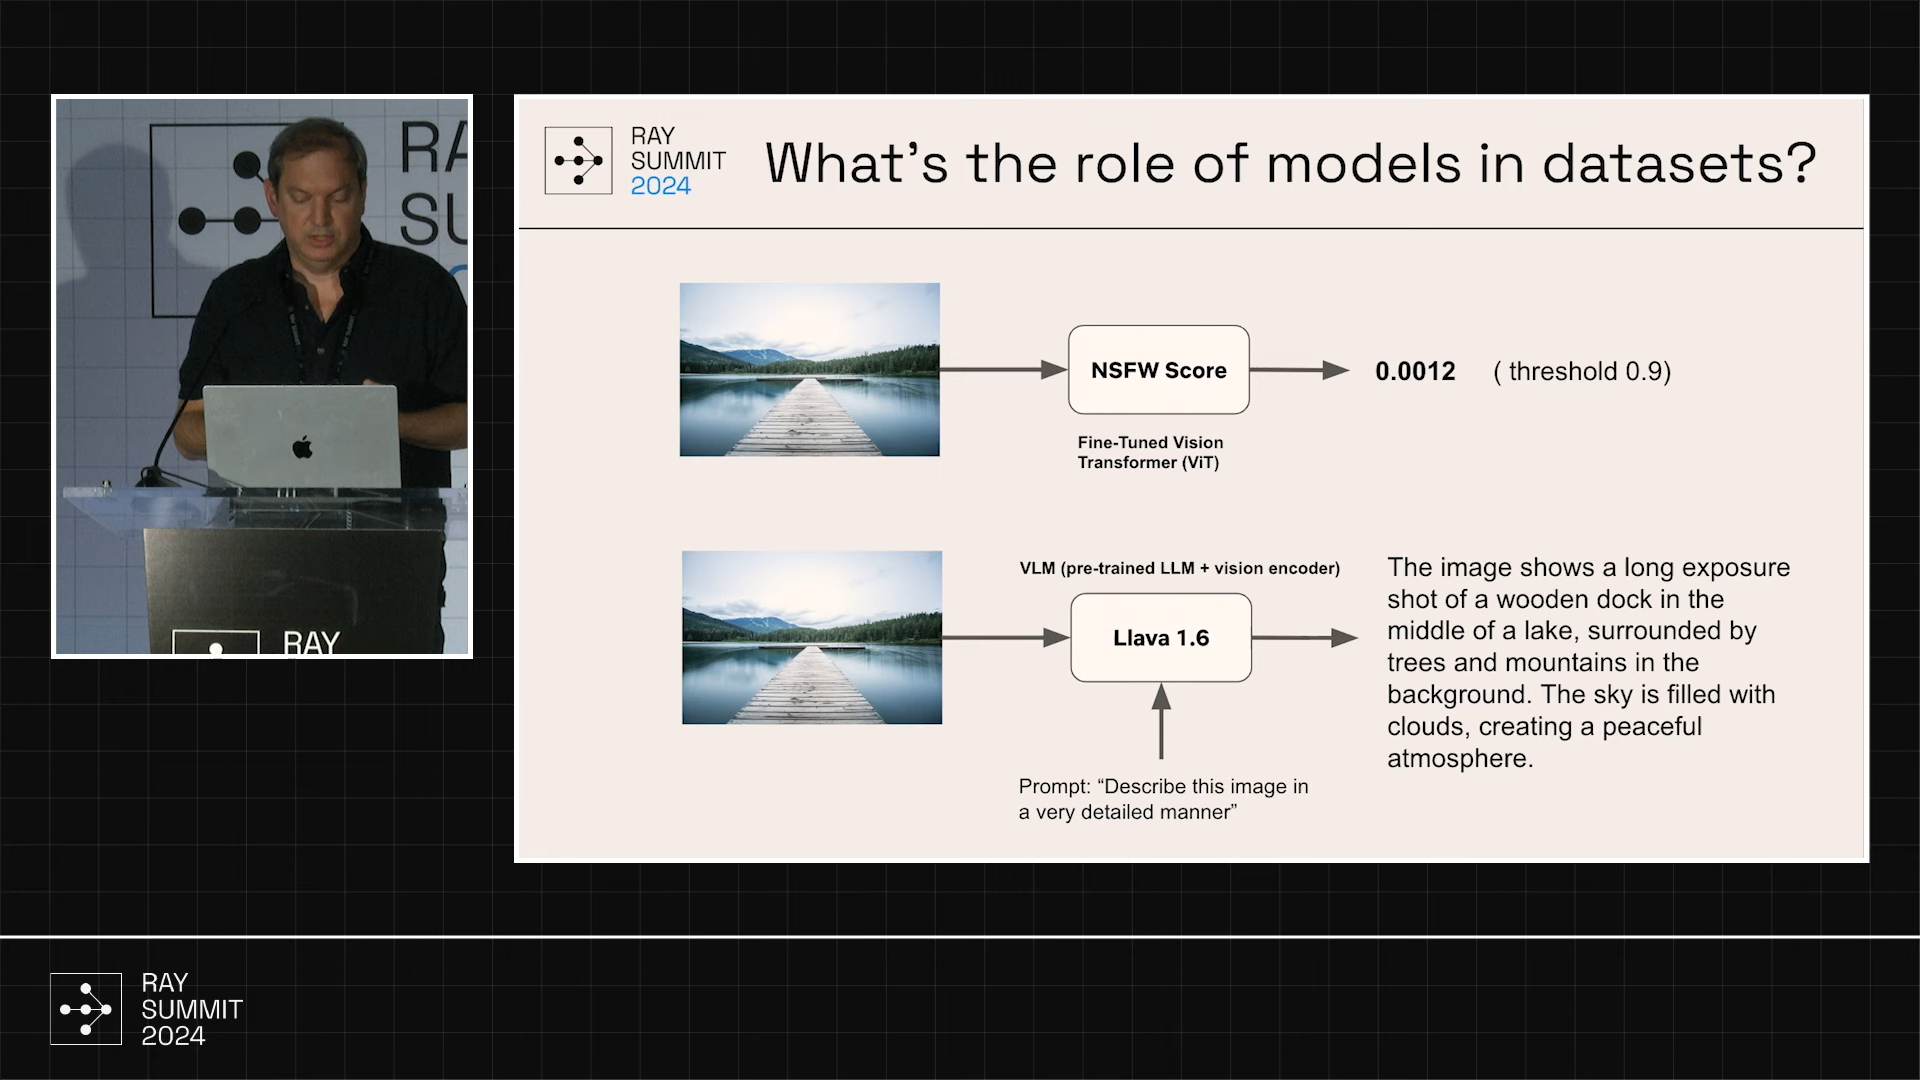 RA
SU
RAY
RAY
SUMMIT
2024
What's the role of models in datasets?
NSFW Score
0.0012 ( threshold 0.9)
Fine-Tuned Vision
Transformer (ViT)
VLM (pre-trained LLM + vision encoder)
Llava 1.6
Prompt: “Describe this image in
a very detailed manner”
The image shows a long exposure
shot of a wooden dock in the
middle of a lake, surrounded by
trees and mountains in the
background. The sky is filled with
clouds, creating a peaceful
atmosphere.
RAY
SUMMIT
2024